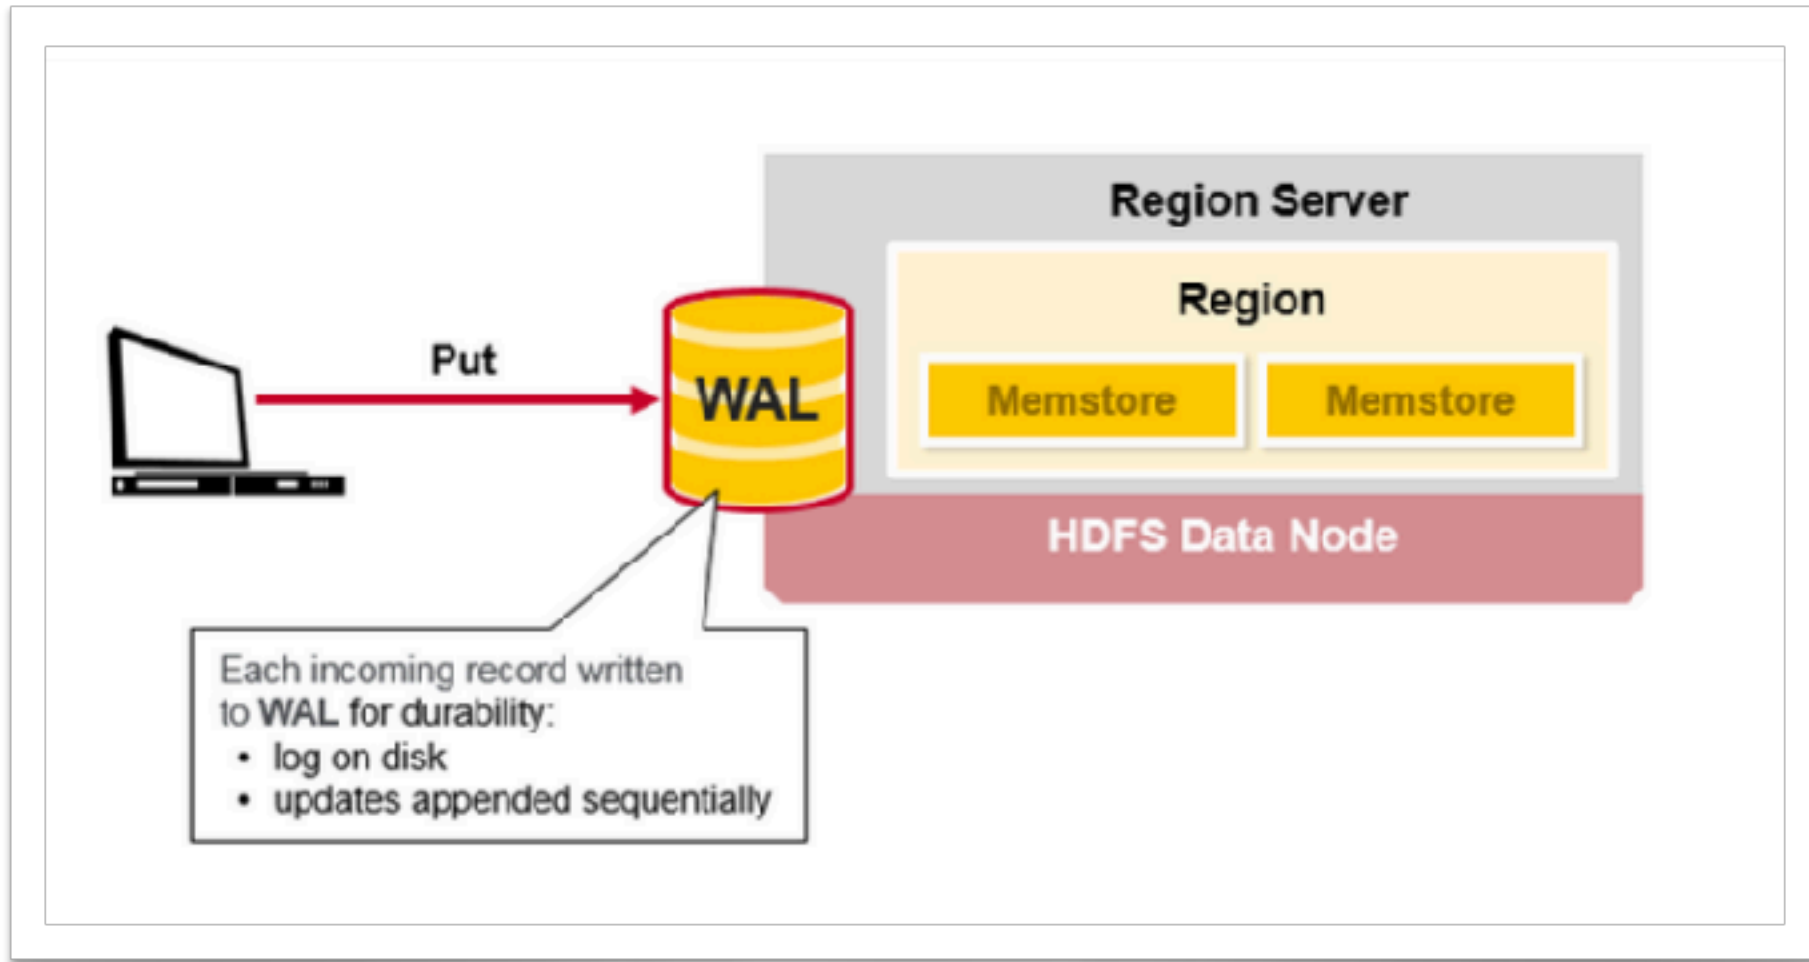 Region Server
Region
Put
WAL
Memstore
Memstore
HDFS Data Node
Each incoming record written
to WAL for durability:
• log on disk
• updates appended sequentially